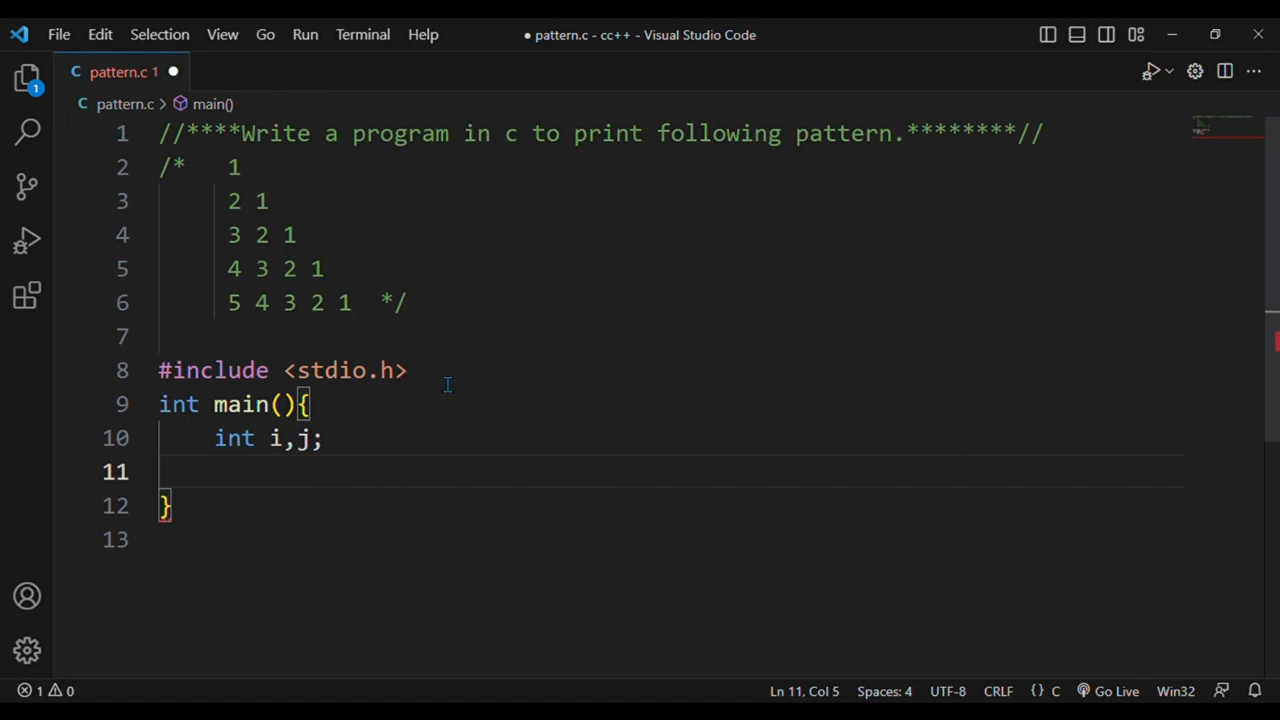 File Edit Selection View Go Run Terminal Help ● pattern.c - cc++ - Visual Studio Code
C pattern.c 1 ●
C pattern.c > main()
1 //****Write a program in c to print following pattern.********//
2 /* 1
3 2 1
4 3 2 1
5 4 3 2 1
6 5 4 3 2 1 */
7
8 #include <stdio.h>
9 int main(){
10 int i,j;
11
12 }
13
1
1 0 Ln 11, Col 5 Spaces: 4 UTF-8 CRLF {} C Go Live Win32